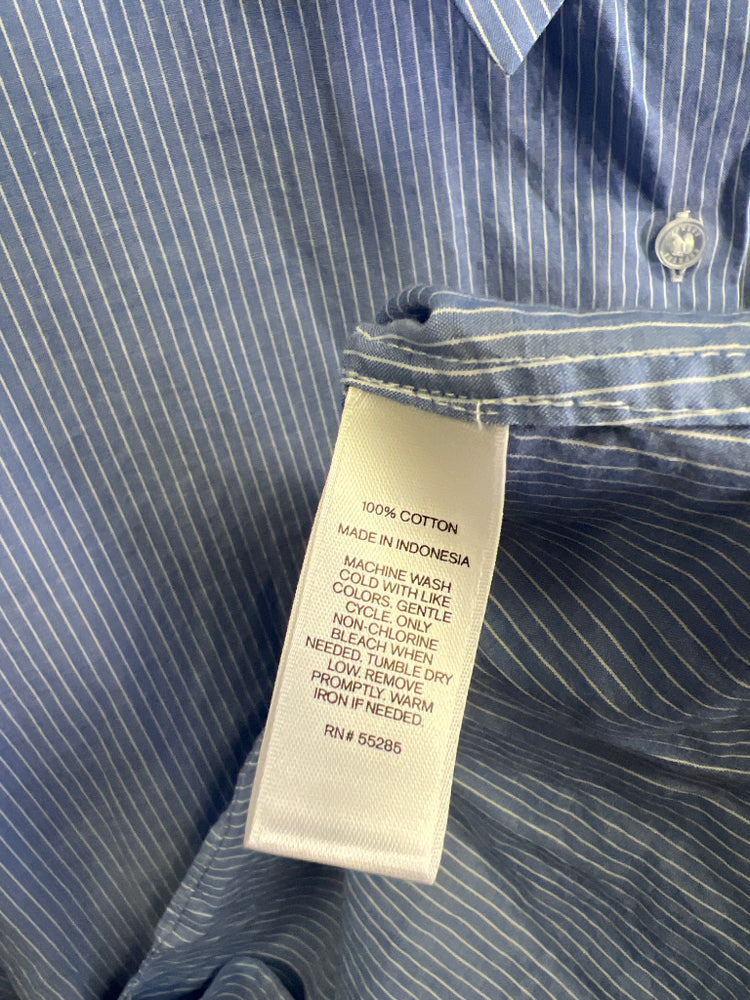 100% COTTON
MADE IN INDONESIA
MACHINE WASH
COLD WITH LIKE
COLORS. GENTLE
CYCLE. ONLY
NON-CHLORINE
BLEACH WHEN
NEEDED. TUMBLE DRY
LOW. REMOVE
PROMPTLY. WARM
IRON IF NEEDED.
RN# 55285